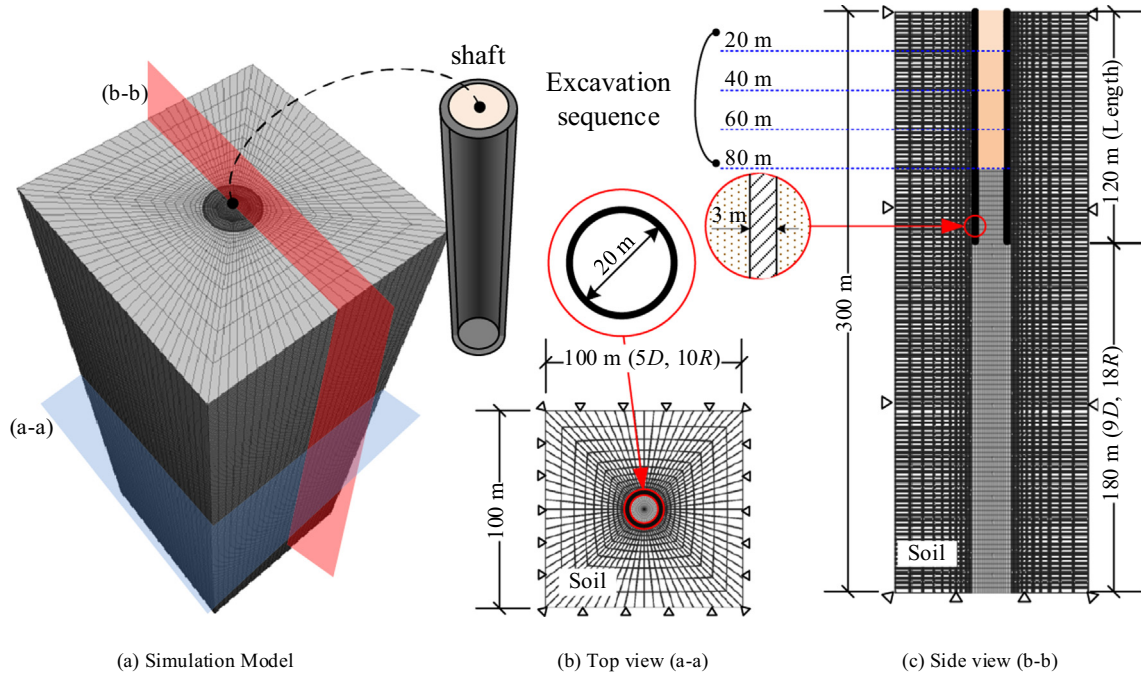 (b-b)
shaft
(a-a)
(a) Simulation Model
Excavation
sequence
20 m
40 m
60 m
80 m
3 m
20 m
100 m (5D, 10R)
100 m
Soil
(b) Top view (a-a)
300 m
120 m (Length)
180 m (9D, 18R)
Soil
(c) Side view (b-b)